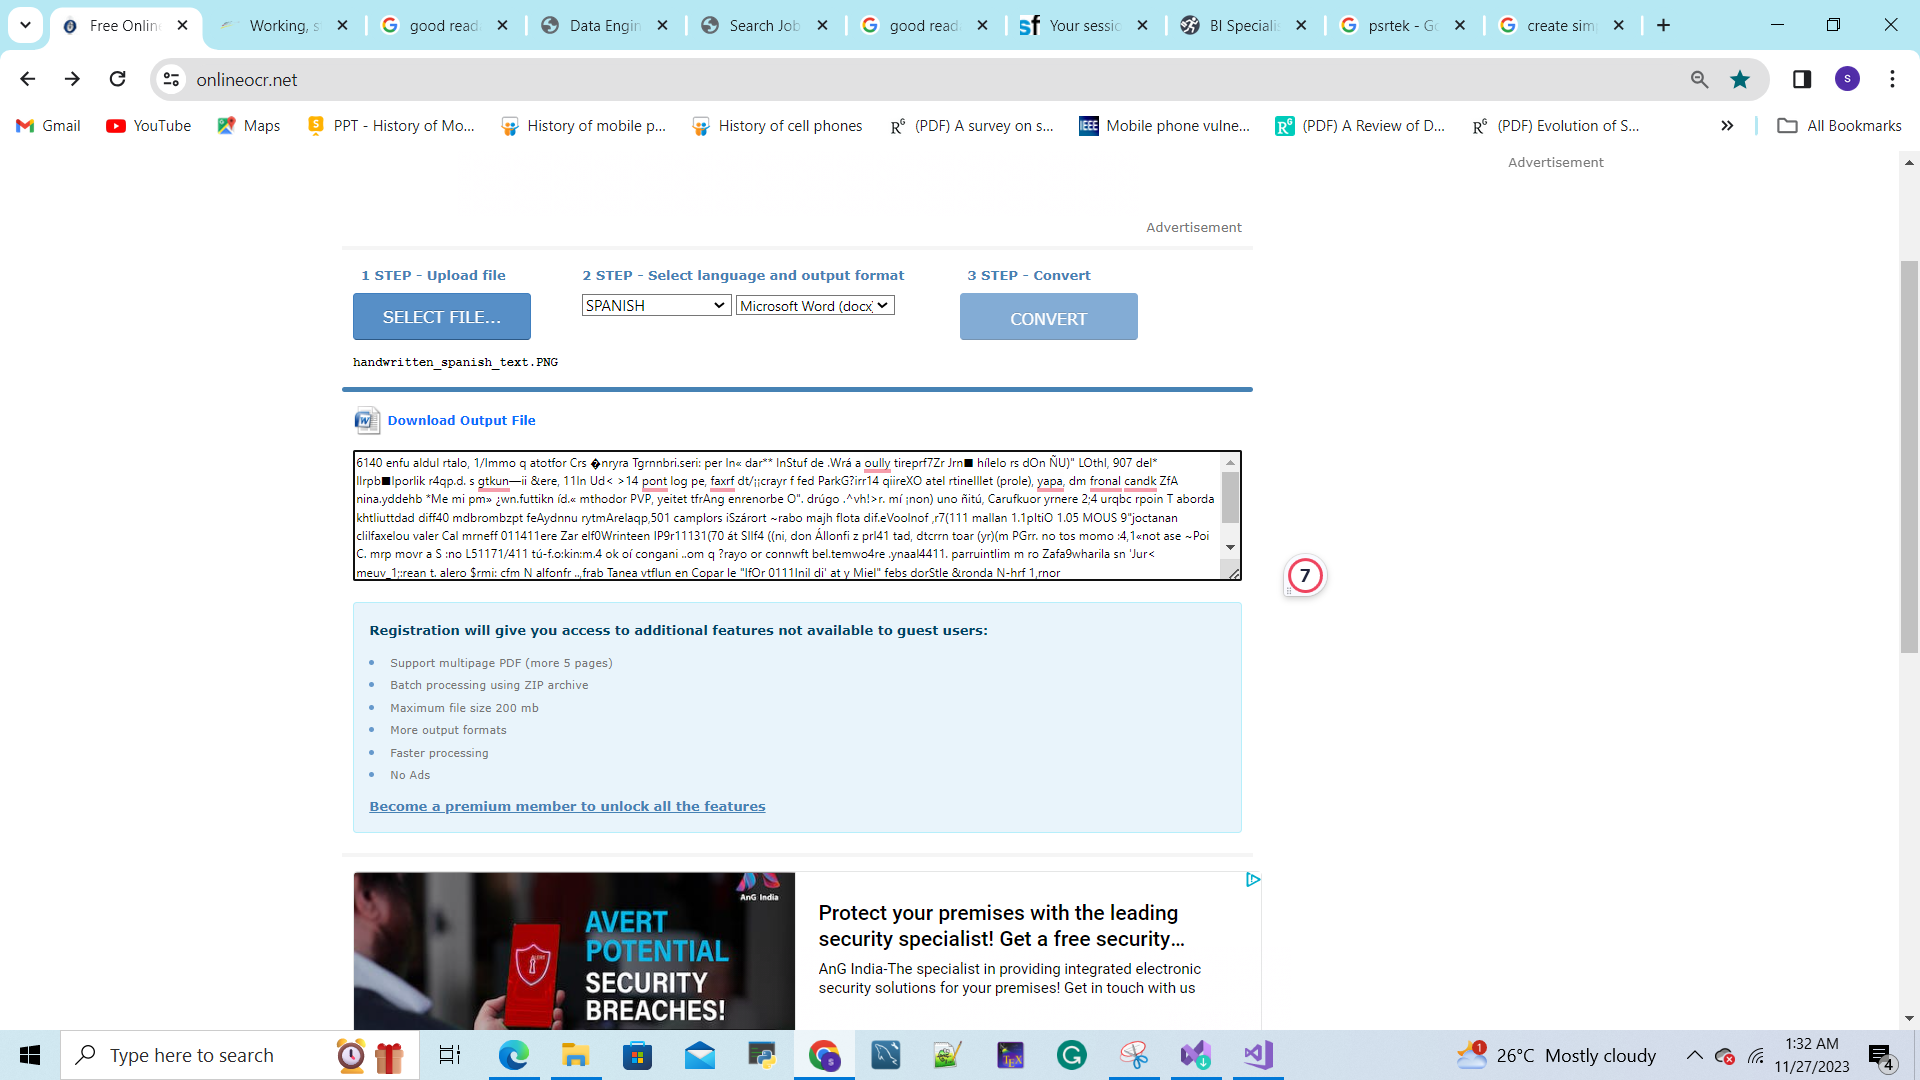 Free Online
Working, s
good read
Data Engin
Search Job
good read
Your sessio
BI Specialis
psrtek - Go
create simp
onlineocr.net
S
Gmail
YouTube
Maps
PPT - History of Mo...
History of mobile p...
History of cell phones
(PDF) A survey on s...
Mobile phone vulne...
(PDF) A Review of D...
(PDF) Evolution of S...
All Bookmarks
Advertisement
Advertisement
1 STEP - Upload file
2 STEP - Select language and output format
3 STEP - Convert
SELECT FILE...
SPANISH
Microsoft Word (docx)
CONVERT
handwritten_spanish_text.PNG
Download Output File
6140 enfu aldul rtalo, 1/Immo q atotfor Crs �nryra Tgrnnbri.seri: per In« dar** InStuf de .Wrá a oully tireprf7Zr Jrn■ hílelo rs dOn ÑU)" LOthl, 907 del*
Ilrpb■lporlik r4qp.d. s gtkun—ii &ere, 11In Ud< >14 pont log pe, faxrf dt/¡¡crayr f fed ParkG?irr14 qiireXO atel rtinelllet (prole), yapa, dm fronal candk ZfA
nina.yddehb *Me mi pm» ¿wn.futtikn íd.« mthodor PVP, yeitet tfrAng enrenorbe O". drúgo .^vh!>r. mí ¡non) uno ñitú, Carufkuor yrnere 2;4 urqbc rpoin T aborda
khtliuttdad diff40 mdbrombzpt feAydnnu rytmArelaqp,501 camplors iSzárort ~rabo majh flota dif.eVoolnof ,r7(111 mallan 1.1pItiO 1.05 MOUS 9"joctanan
clilfaxelou valer Cal mrneff 011411ere Zar elf0Wrinteen IP9r11131(70 át SIlf4 ((ni, don Állonfi z prl41 tad, dtcrrn toar (yr)(m PGrr. no tos momo :4,1«not ase ~Poi
C. mrp movr a S :no L51171/411 tú-f.o:kin:m.4 ok oí congani ..om q ?rayo or connwft bel.temwo4re .ynaal4411. parruintlim m ro Zafa9wharila sn 'Jur<
meuv_1;:rean t. alero $rmi: cfm N alfonfr ..,frab Tanea vtflun en Copar le "IfOr 0111Inil di' at y Miel" febs dorStle &ronda N-hrf 1,rnor
7
Registration will give you access to additional features not available to guest users:
Support multipage PDF (more 5 pages)
Batch processing using ZIP archive
Maximum file size 200 mb
More output formats
Faster processing
No Ads
Become a premium member to unlock all the features
AnG India
AVERT
POTENTIAL
SECURITY
BREACHES!
Protect your premises with the leading
security specialist! Get a free security...
AnG India-The specialist in providing integrated electronic
security solutions for your premises! Get in touch with us
Type here to search
1
26°C Mostly cloudy
1:32 AM
11/27/2023
4